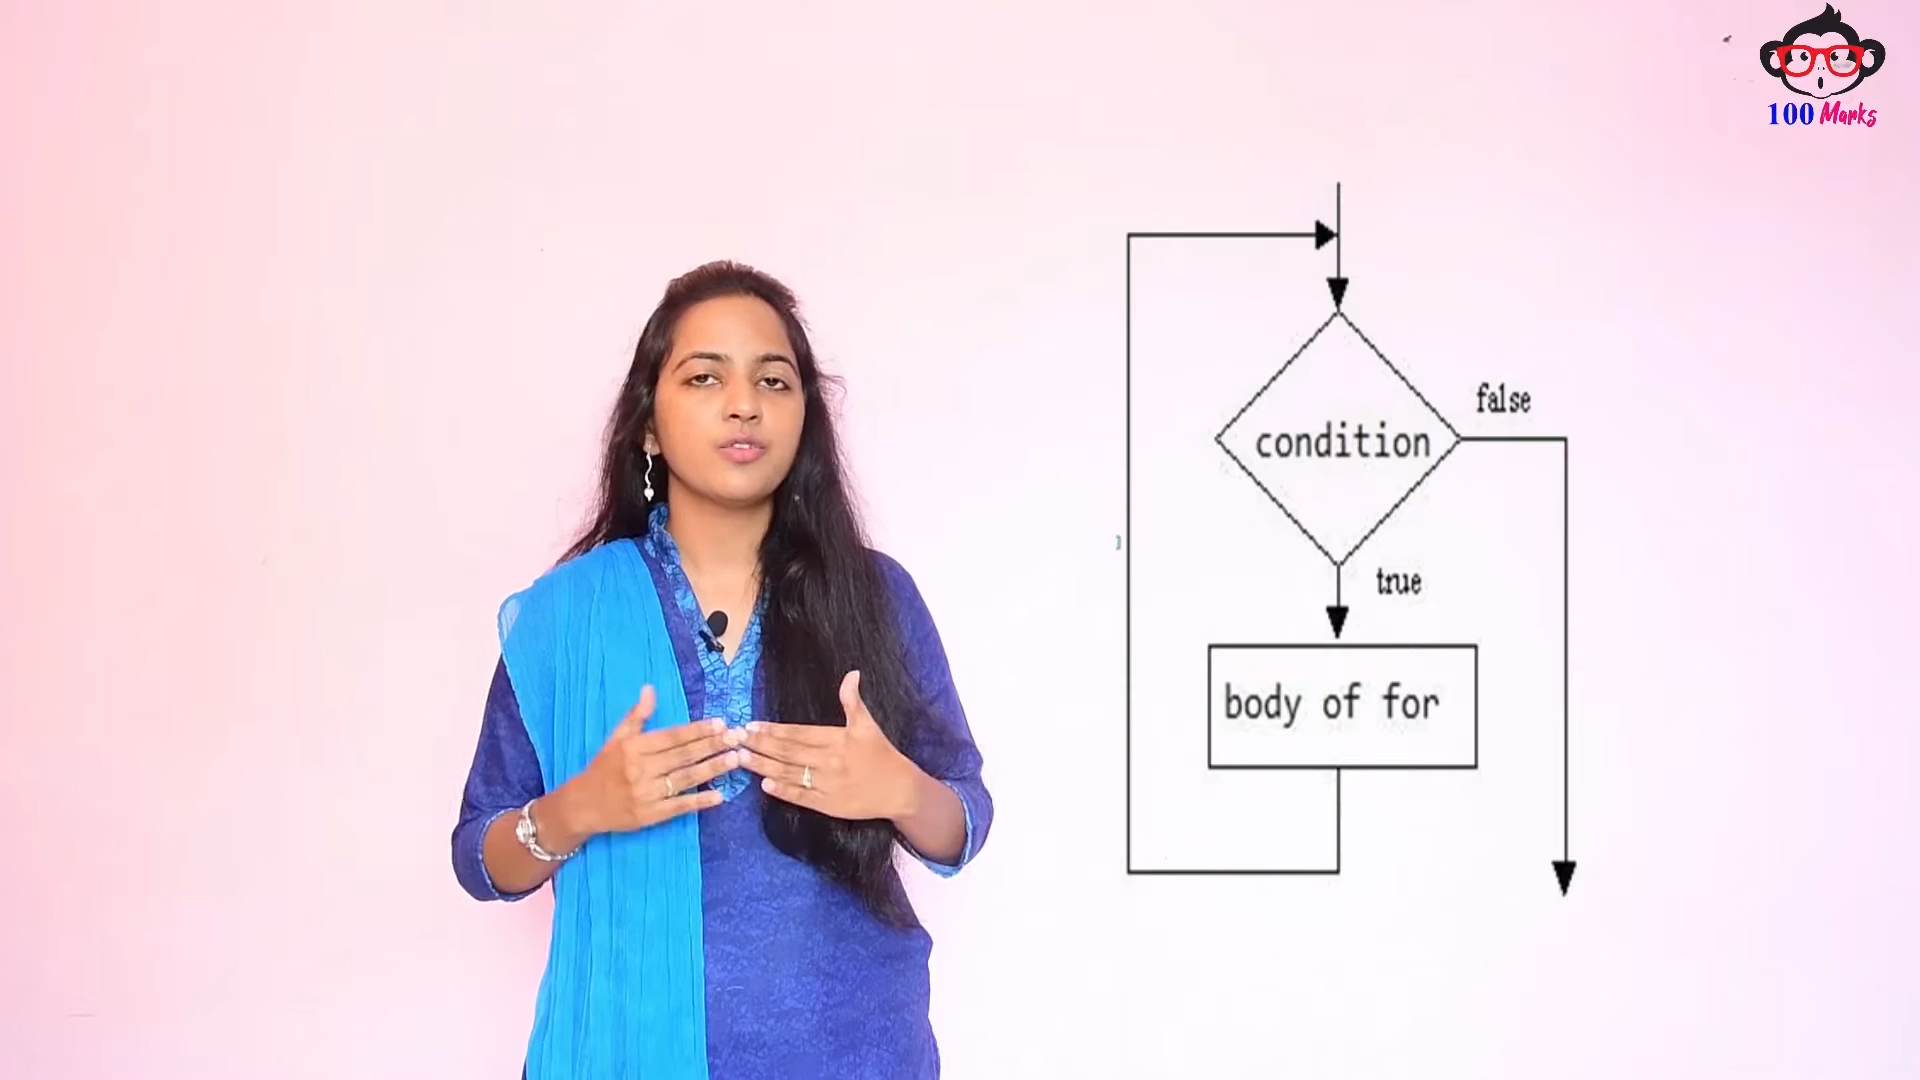 100 Marks
false
condition
true
body of for